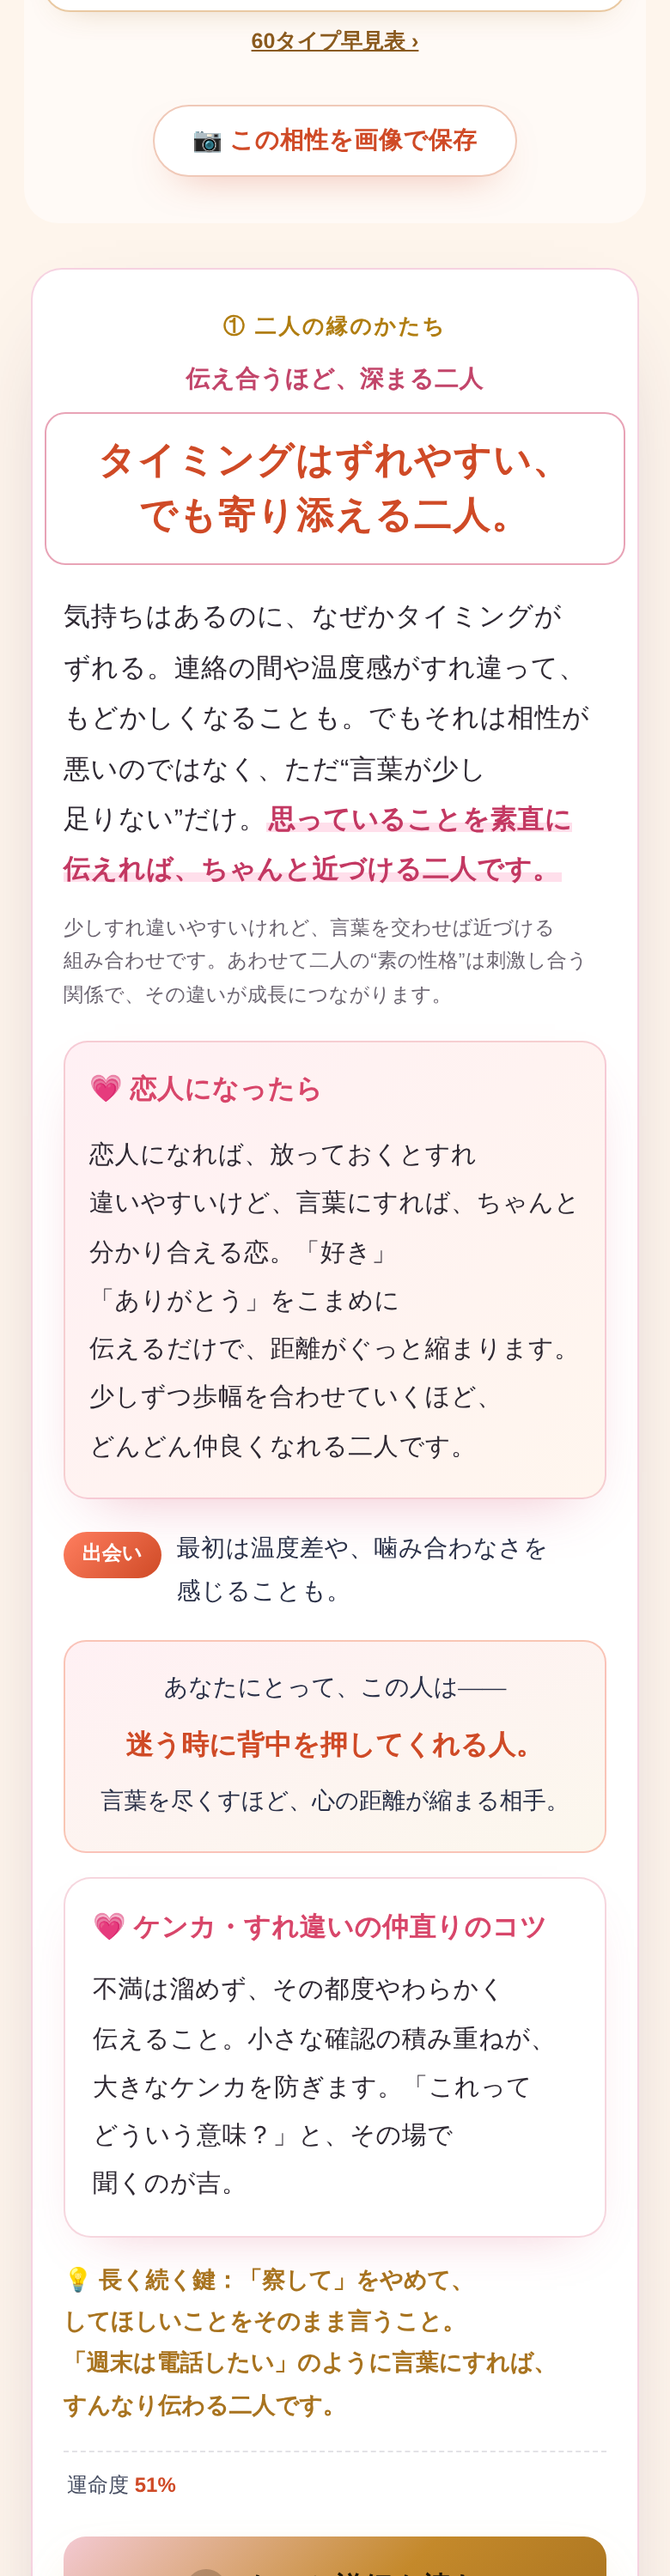 60タイプ早見表 ›
📷 この相性を画像で保存
① 二人の縁のかたち
伝え合うほど、深まる二人
タイミングはずれやすい、
でも寄り添える二人。
気持ちはあるのに、なぜかタイミングが
ずれる。連絡の間や温度感がすれ違って、
もどかしくなることも。でもそれは相性が
悪いのではなく、ただ“言葉が少し
足りない”だけ。思っていることを素直に
伝えれば、ちゃんと近づける二人です。
少しすれ違いやすいけれど、言葉を交わせば近づける
組み合わせです。あわせて二人の“素の性格”は刺激し合う
関係で、その違いが成長につながります。
💗 恋人になったら
恋人になれば、放っておくとすれ
違いやすいけど、言葉にすれば、ちゃんと
分かり合える恋。「好き」
「ありがとう」をこまめに
伝えるだけで、距離がぐっと縮まります。
少しずつ歩幅を合わせていくほど、
どんどん仲良くなれる二人です。
出会い
最初は温度差や、噛み合わなさを
感じることも。
あなたにとって、この人は——
迷う時に背中を押してくれる人。
言葉を尽くすほど、心の距離が縮まる相手。
💗 ケンカ・すれ違いの仲直りのコツ
不満は溜めず、その都度やわらかく
伝えること。小さな確認の積み重ねが、
大きなケンカを防ぎます。「これって
どういう意味？」と、その場で
聞くのが吉。
💡 長く続く鍵：「察して」をやめて、
してほしいことをそのまま言うこと。
「週末は電話したい」のように言葉にすれば、
すんなり伝わる二人です。
運命度 51%